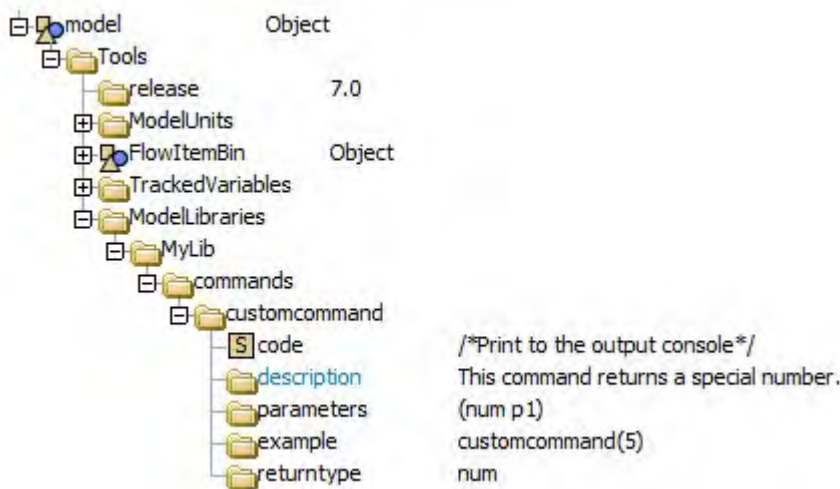 model Object
Tools
release 7.0
ModelUnits
FlowItemBin Object
TrackedVariables
ModelLibraries
MyLib
commands
customcommand
S code /*Print to the output console*/
description This command returns a special number.
parameters (num p1)
example customcommand(5)
returntype num